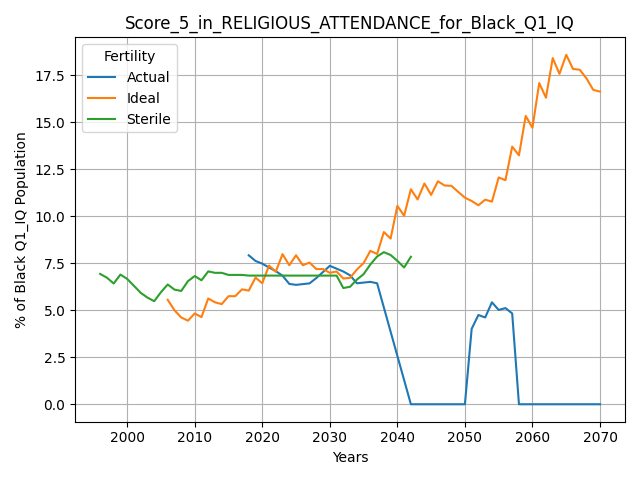 Score_5_in_RELIGIOUS_ATTENDANCE_for_Black_Q1_IQ
Fertility
Actual
Ideal
Sterile
% of Black Q1_IQ Population
17.5
15.0
12.5
10.0
7.5
5.0
2.5
0.0
2000 2010 2020 2030 2040 2050 2060 2070
Years